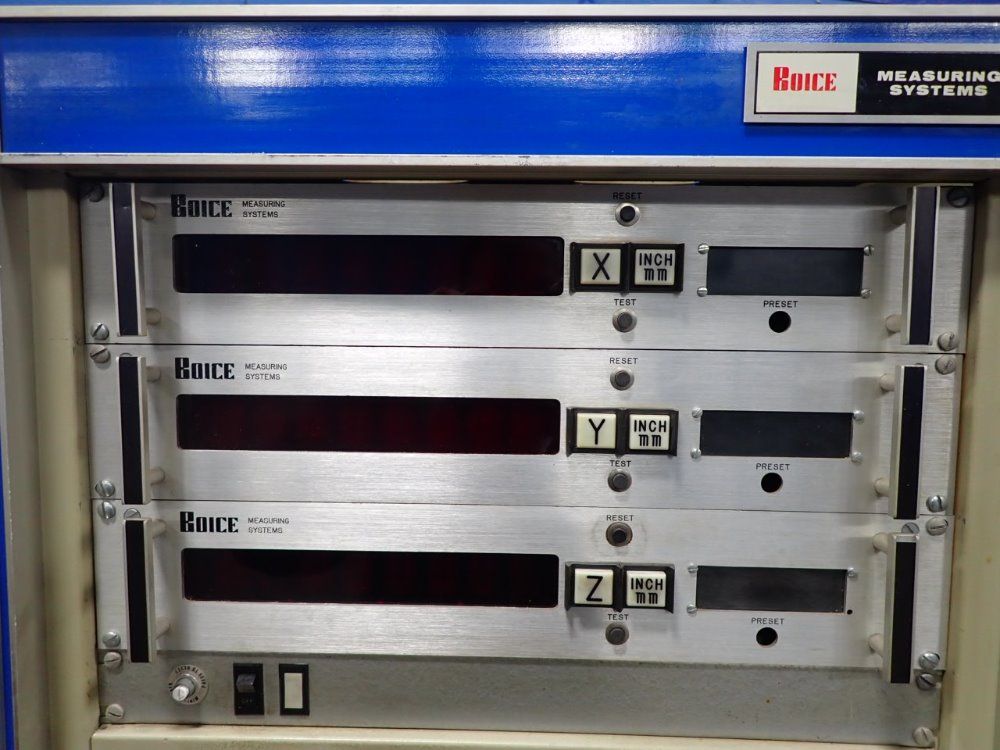 BOICE
MEASURING
SYSTEMS
BOICE
MEASURING
SYSTEMS
RESET
X
INCH
mm
TEST
PRESET
BOICE
MEASURING
SYSTEMS
RESET
Y
INCH
mm
TEST
PRESET
BOICE
MEASURING
SYSTEMS
RESET
Z
INCH
mm
TEST
PRESET
OFF